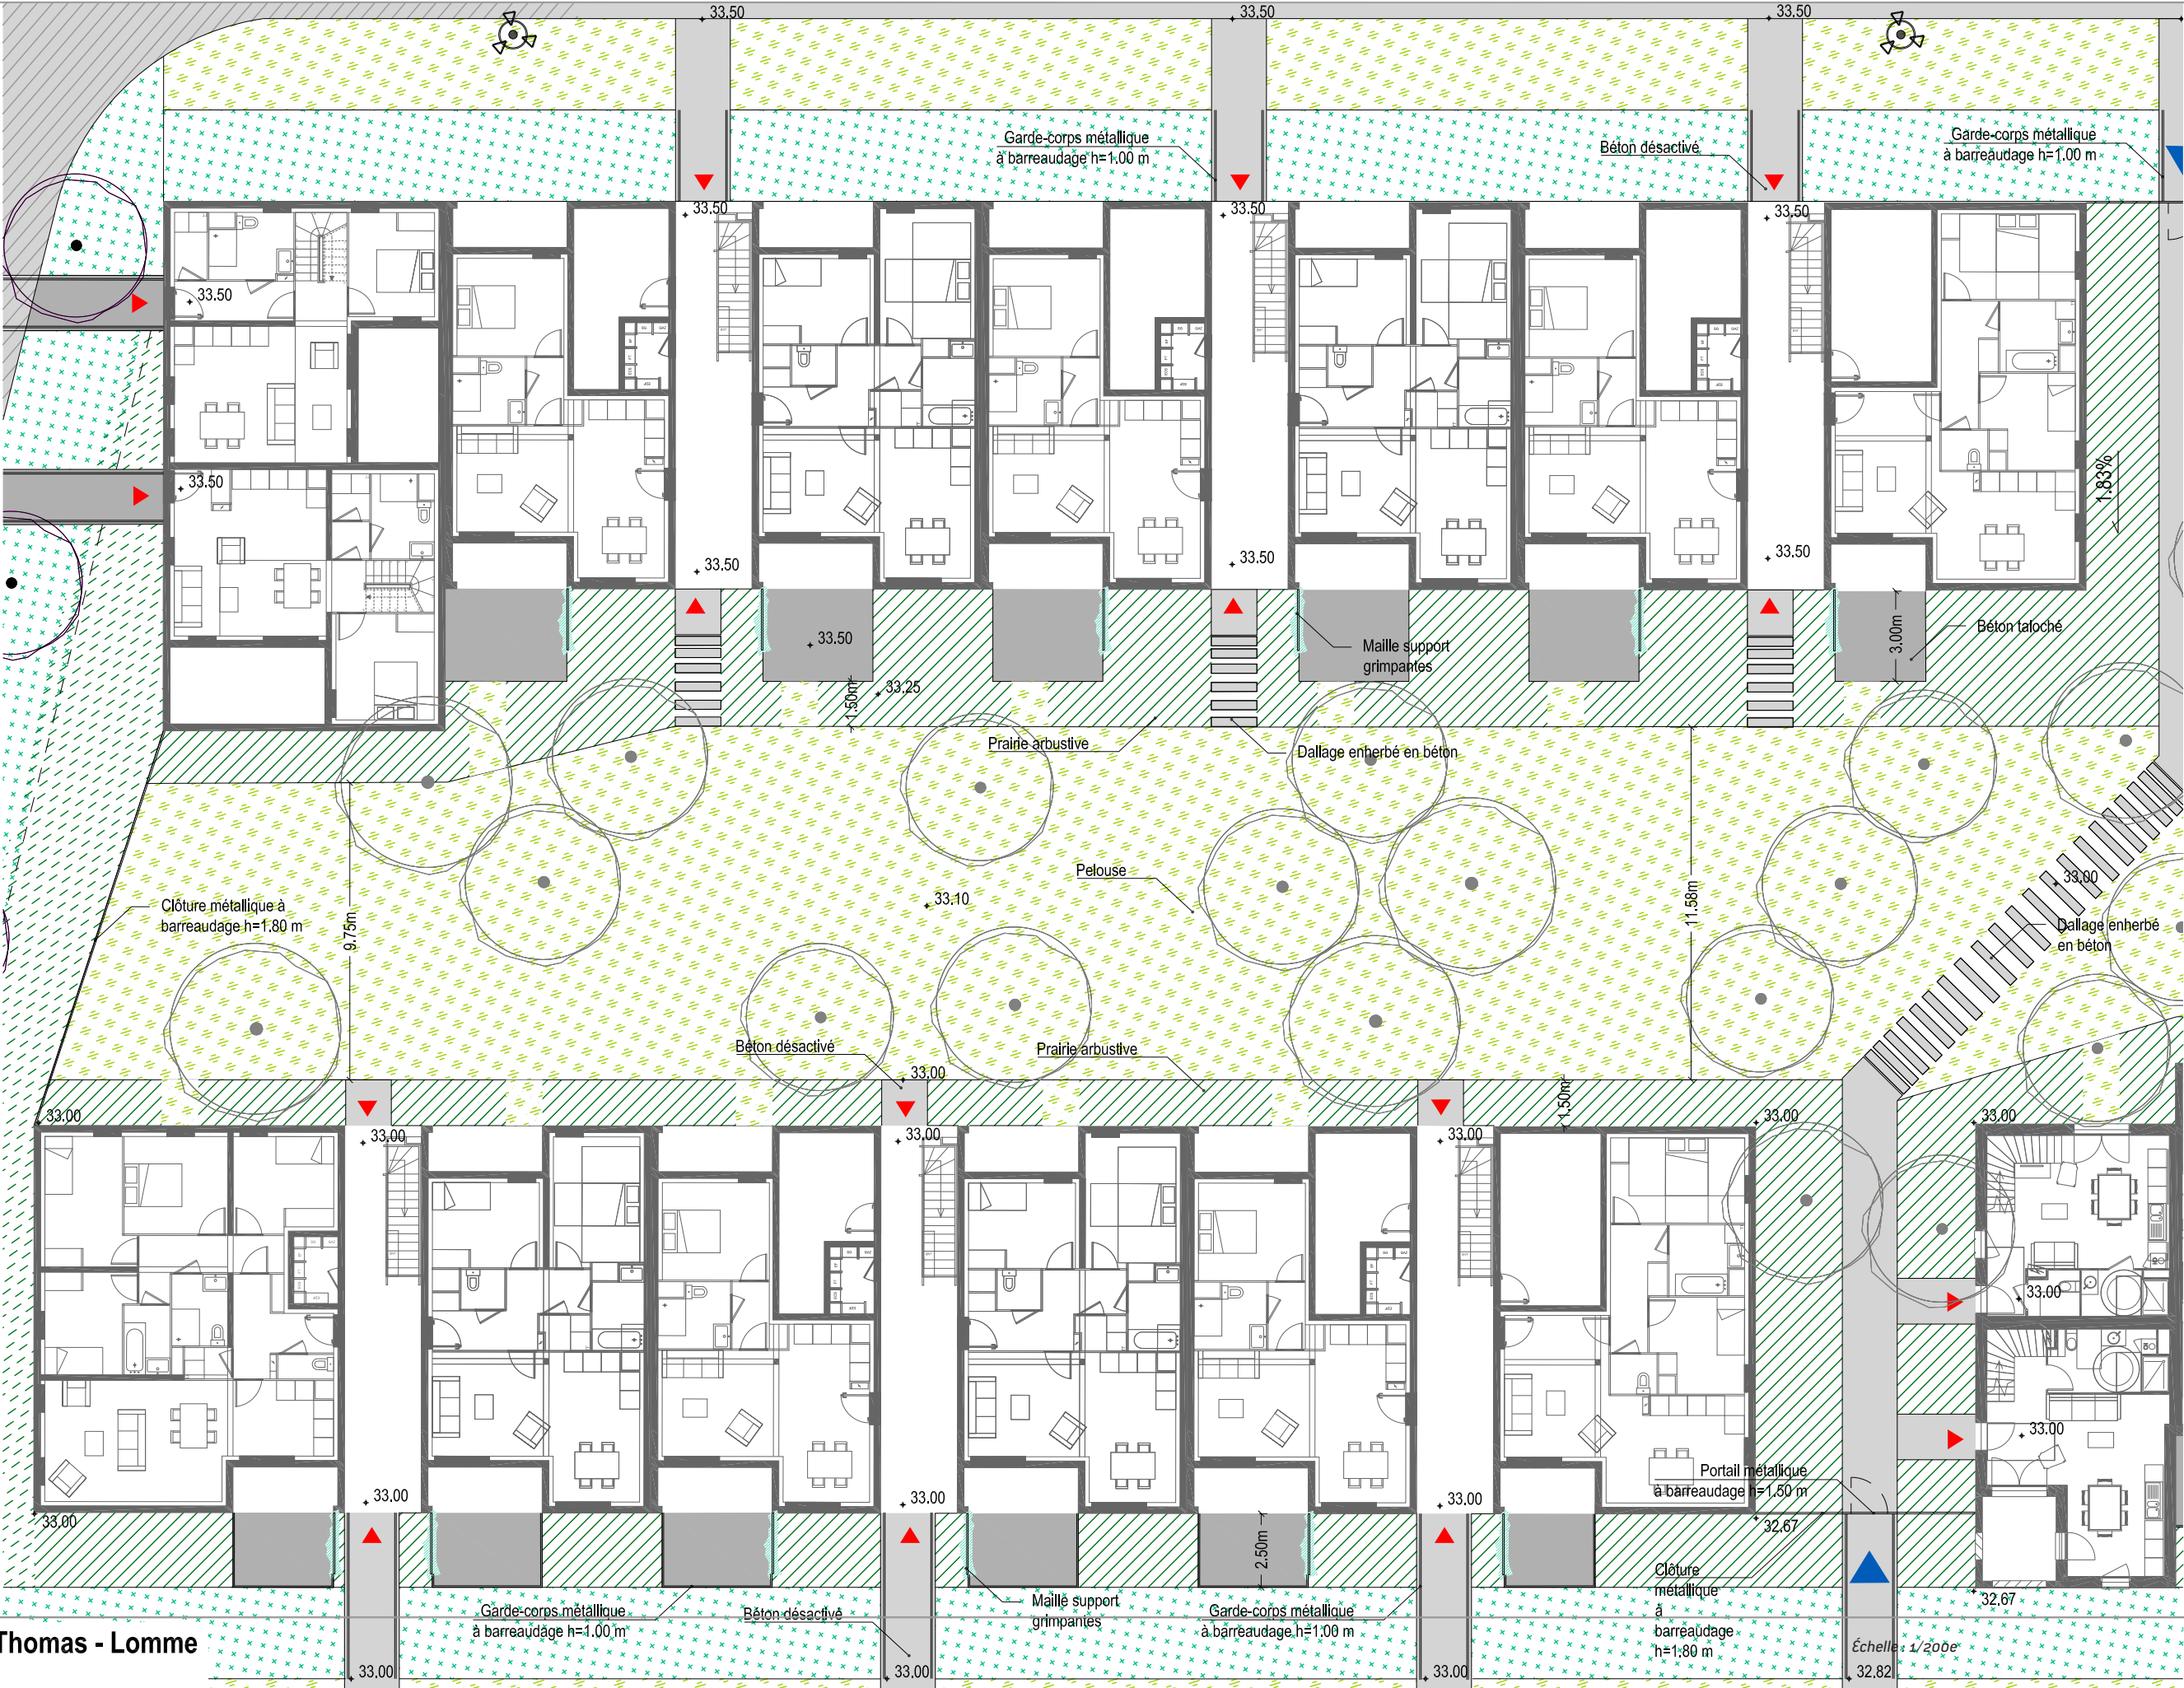 33.50
33.50
33.50
Garde-corps métallique
à barreaudage h=1.00 m
Béton désactivé
Garde-corps métallique
à barreaudage h=1.00 m
33.50
33.50
33.50
33.50
33.50
1.83%
33.50
33.50
33.50
33.50
Maille support
grimpantes
3.00m
Béton taloché
1.50m
33.25
Prairie arbustive
Dallage enherbé en béton
Pelouse
33.10
33.00
Clôture métallique à
barreaudage h=1.80 m
9.75m
11.58m
Dallage enherbé
en béton
Béton désactivé
Prairie arbustive
33.00
1.50m
33.00
33.00
33.00
33.00
33.00
33.00
33.00
33.00
Portail métallique
à barreaudage h=1.50 m
33.00
33.00
33.00
33.00
32.67
2.50m
Clôture
métallique
à
barreaudage
h=1.80 m
32.67
Garde-corps métallique
à barreaudage h=1.00 m
Béton désactivé
Maille support
grimpantes
Garde-corps métallique
à barreaudage h=1.00 m
Thomas - Lomme
Échelle : 1/200e
33.00
33.00
33.00
32.82